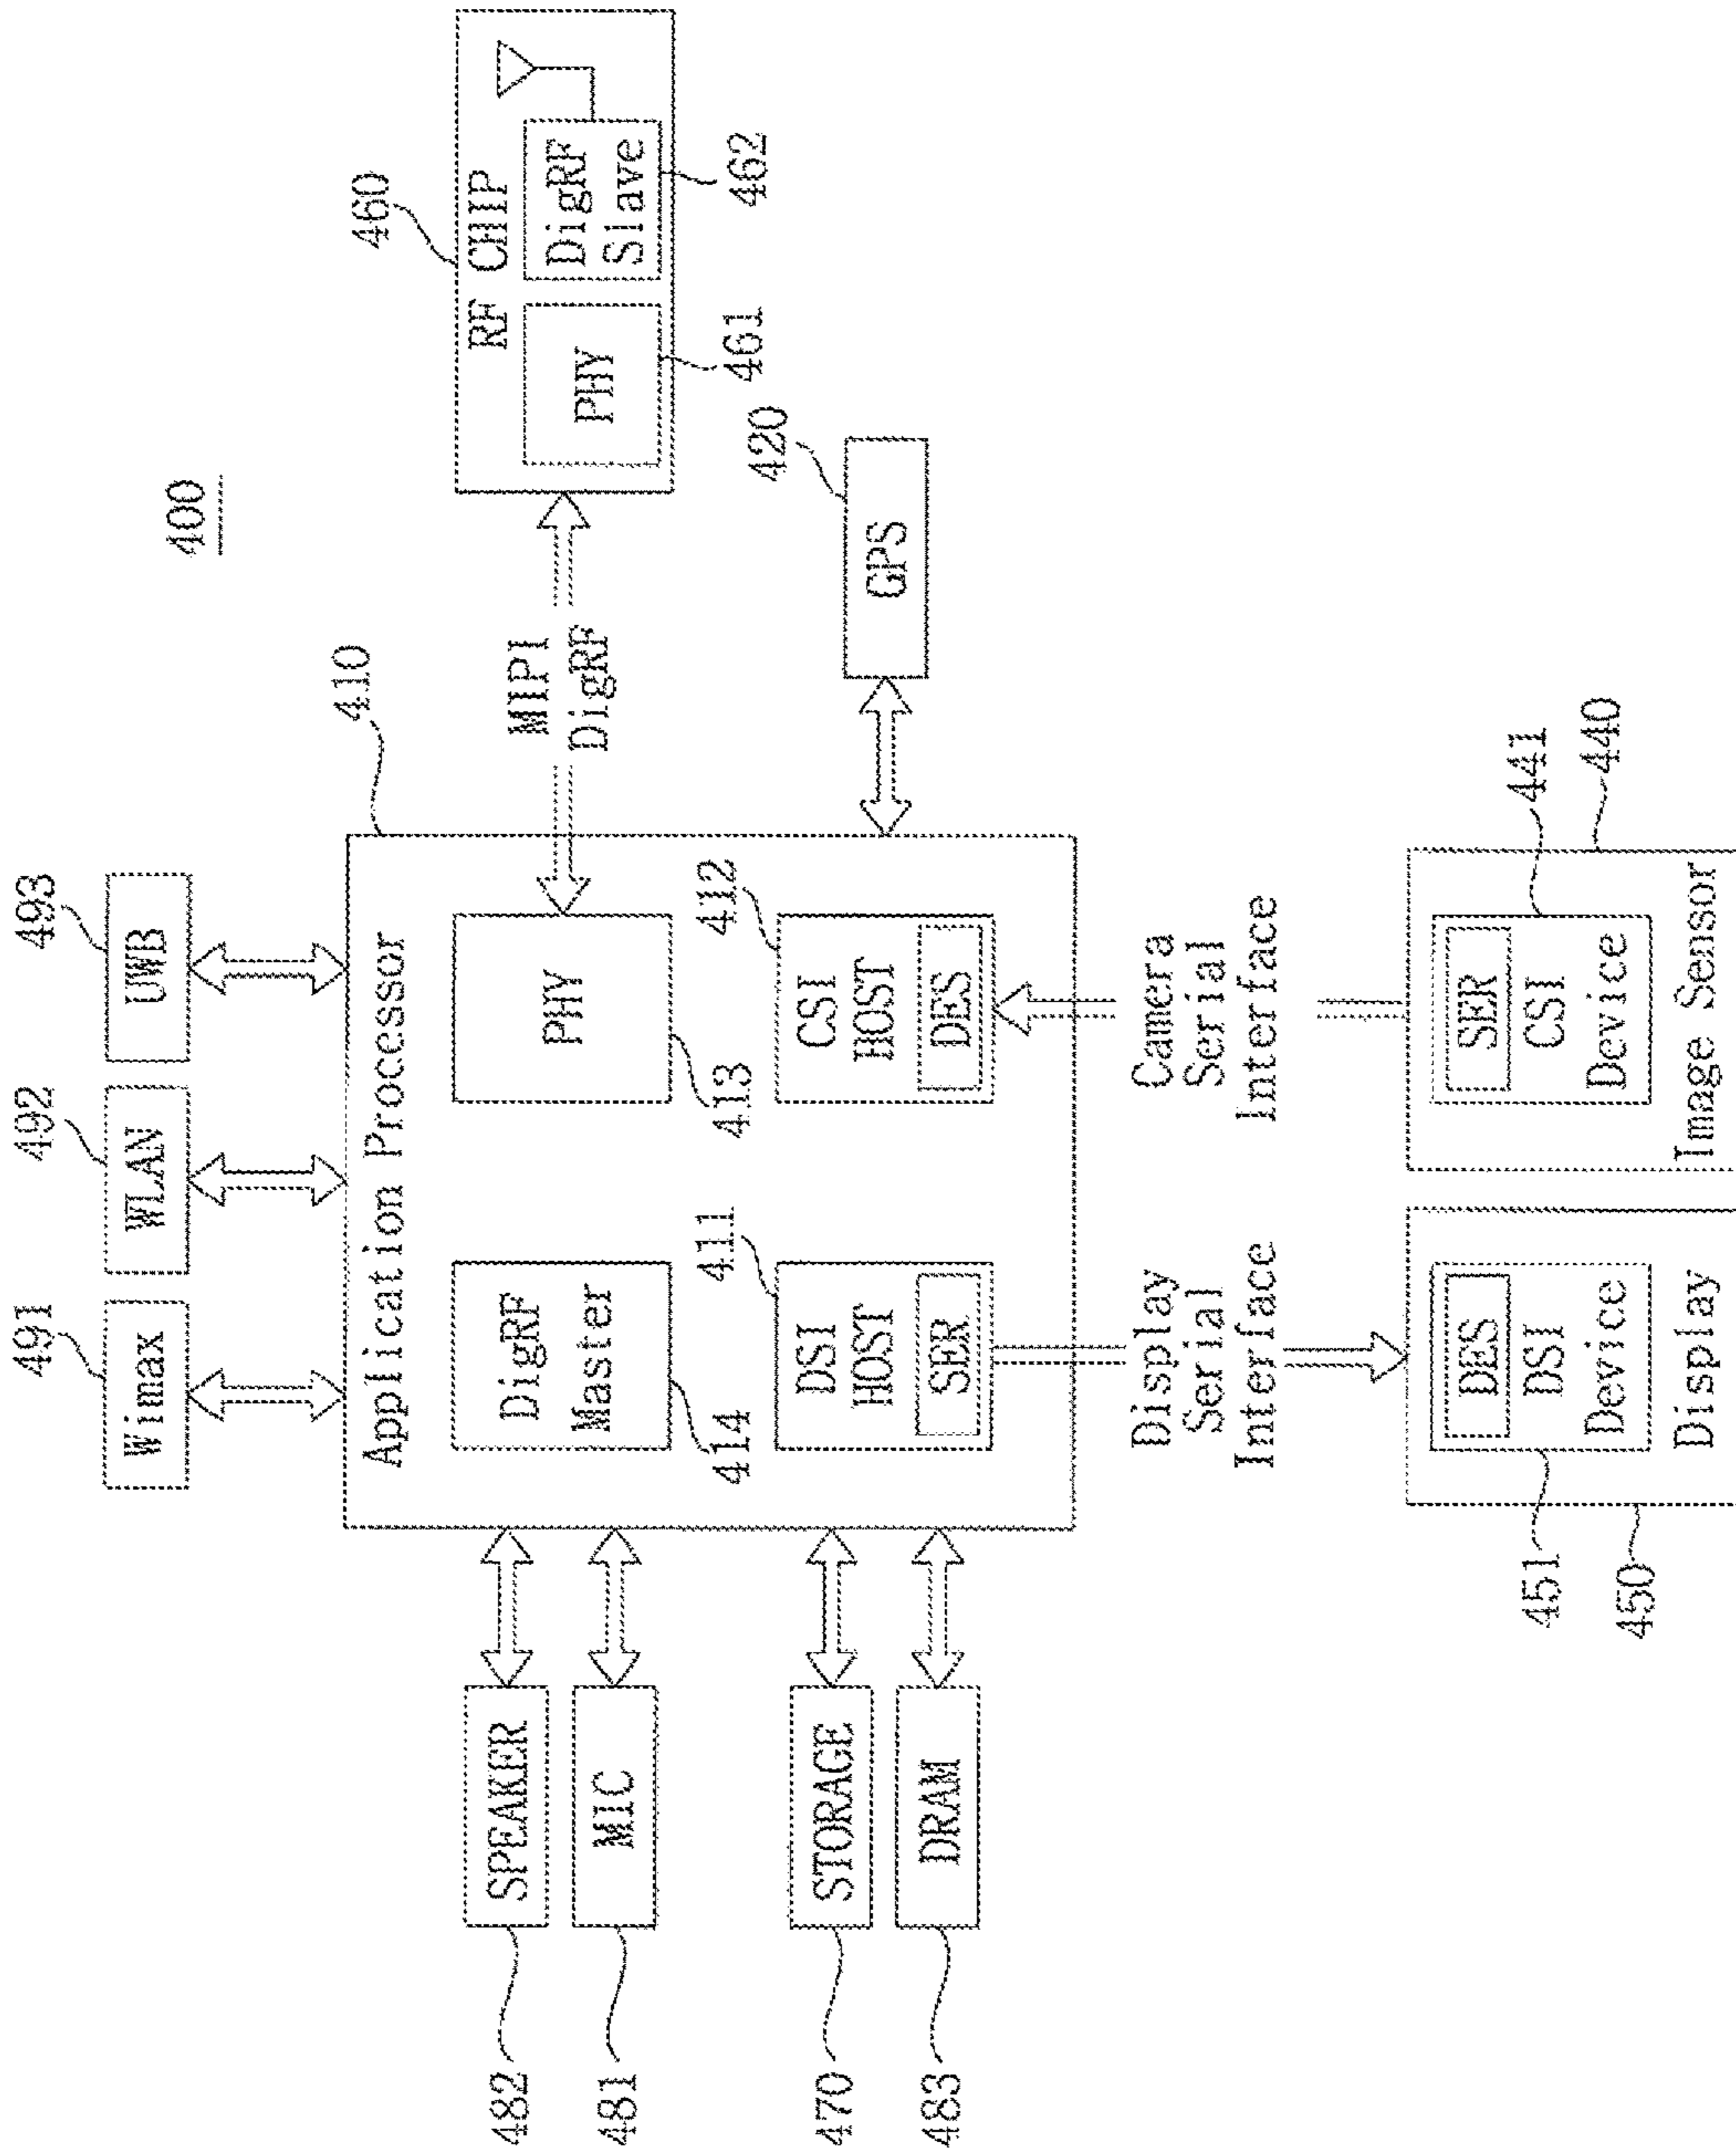 400
491
492
493
Wimax
WLAN
UWB
410
460
Application Processor
RF CHIP
482
SPEAKER
DigRF
Master
PHY
MIPI
DigRF
PHY
DigRF
Slave
481
MIC
414
413
461
462
411
412
420
470
STORAGE
DSI
HOST
SER
CSI
HOST
DES
GPS
483
DRAM
Display
Serial
Interface
Camera
Serial
Interface
451
DES
DSI
Device
SER
CSI
Device
441
450
Display
Image Sensor
440